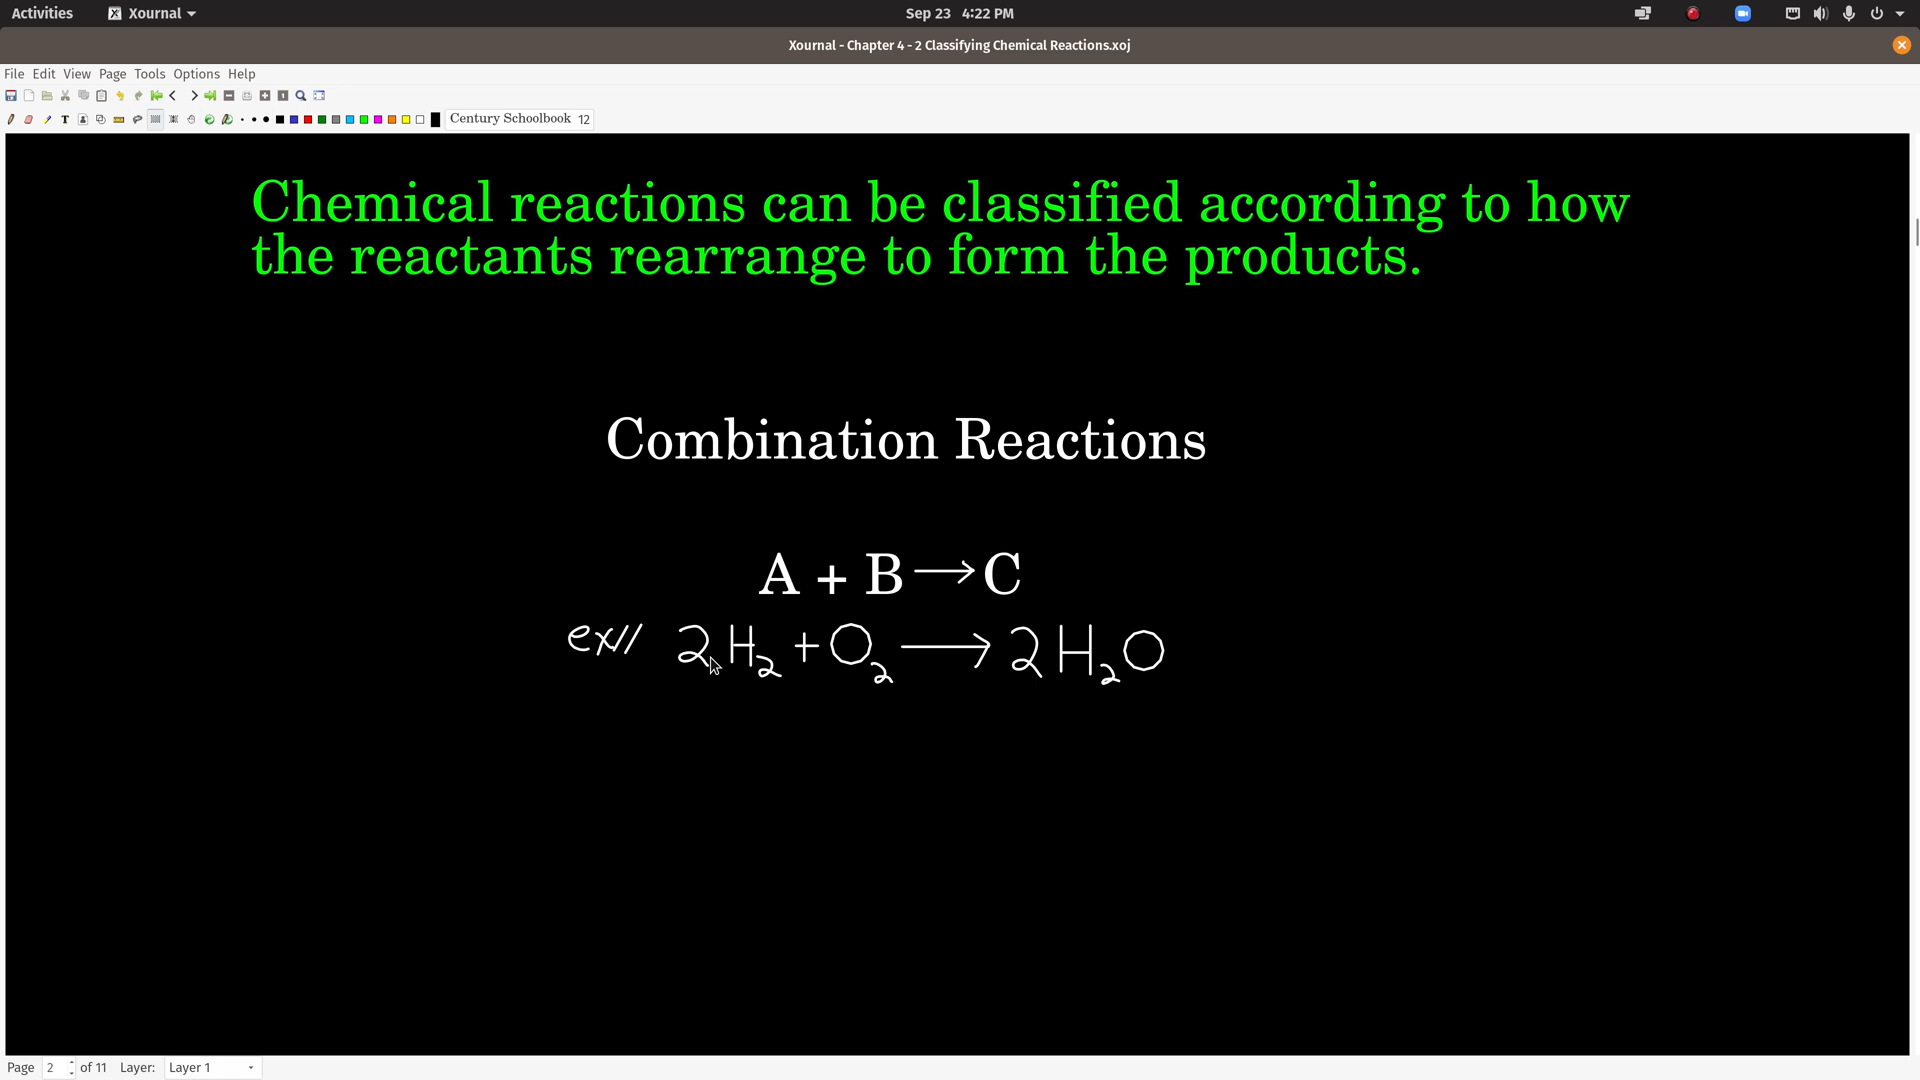 Activities Xournal Sep 23 4:22 PM
Xournal - Chapter 4 - 2 Classifying Chemical Reactions.xoj
File Edit View Page Tools Options Help
Century Schoolbook 12
Chemical reactions can be classified according to how
the reactants rearrange to form the products.
Combination Reactions
A + B → C
ex// 2H₂ + O₂ → 2H₂O
Page 2 of 11 Layer: Layer 1